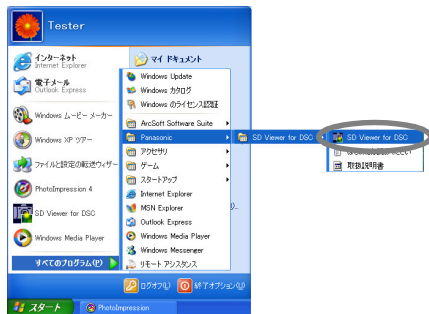 Tester
インターネット
Internet Explorer
電子メール
Outlook Express
Windows ムービー メーカー
Windows XP ツアー
ファイルと設定の転送ウィザー
PhotoImpression 4
SD Viewer for DSC
Windows Media Player
すべてのプログラム(P)
マイ ドキュメント
Windows Update
Windows カタログ
Windows のライセンス認証
ArcSoft Software Suite
Panasonic
アクセサリ
ゲーム
スタートアップ
Internet Explorer
MSN Explorer
Outlook Express
Windows Media Player
Windows Messenger
リモート アシスタンス
SD Viewer for DSC
SD Viewer for DSC
取扱説明書
ログオフ(L)
終了オプション(U)
スタート
PhotoImpression